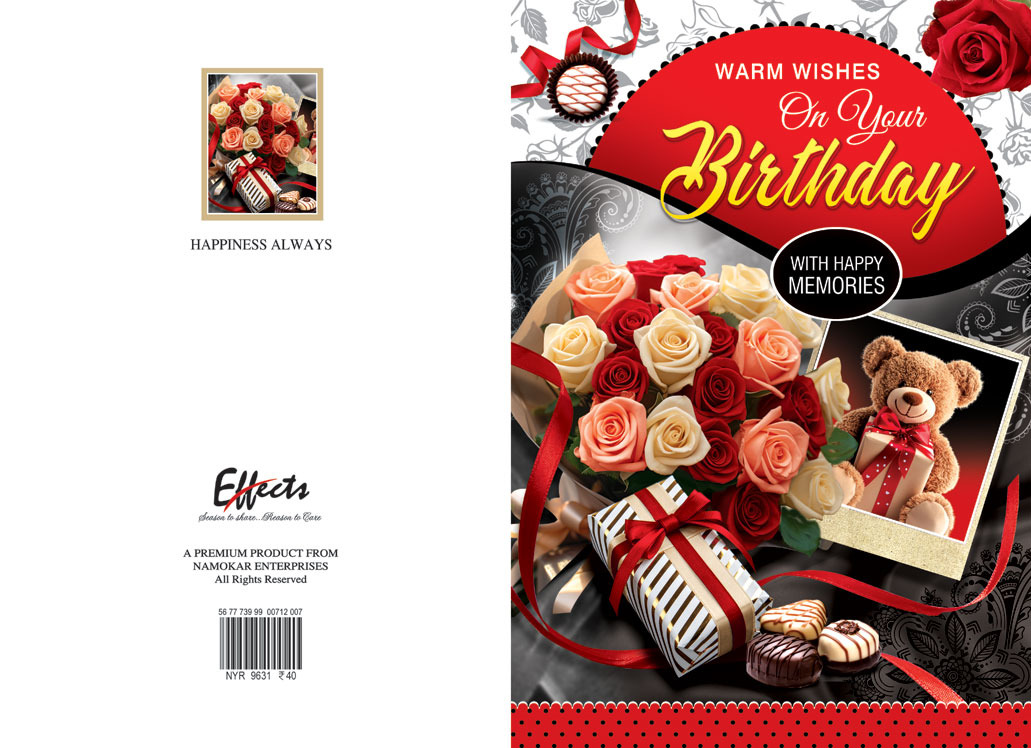 HAPPINESS ALWAYS
Effects
Season to share...Reason to Care
A PREMIUM PRODUCT FROM
NAMOKAR ENTERPRISES
All Rights Reserved
56 77 739 99 00712 007
NYR 9631 ₹ 40
WARM WISHES
On Your
Birthday
WITH HAPPY
MEMORIES